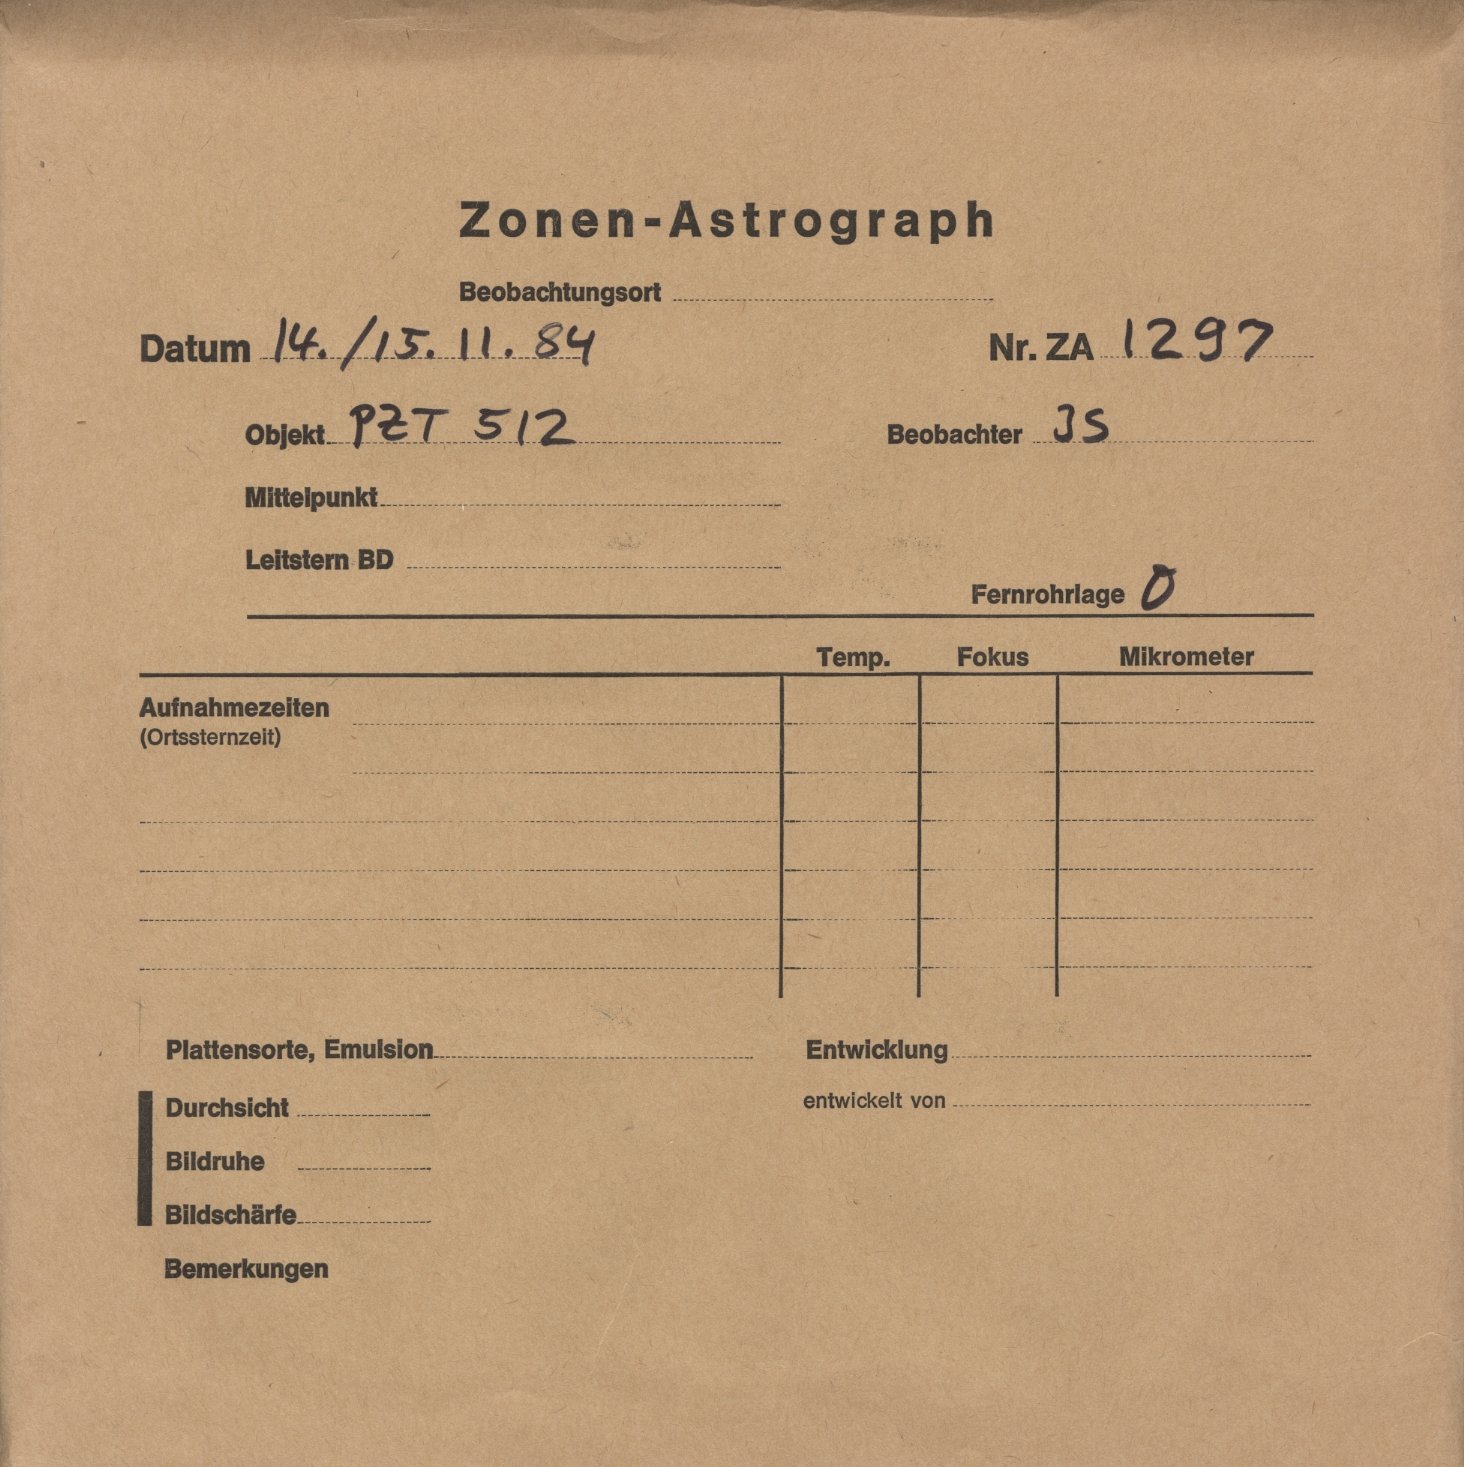 Zonen-Astrograph
Beobachtungsort
Datum 14./15.11.84 Nr. ZA 1297
Objekt PZT 512 Beobachter JS
Mittelpunkt
Leitstern BD
Fernrohrlage O
Temp. Fokus Mikrometer
Aufnahmezeiten
(Ortssternzeit)
Plattensorte, Emulsion Entwicklung
Durchsicht entwickelt von
Bildruhe
Bildschärfe
Bemerkungen